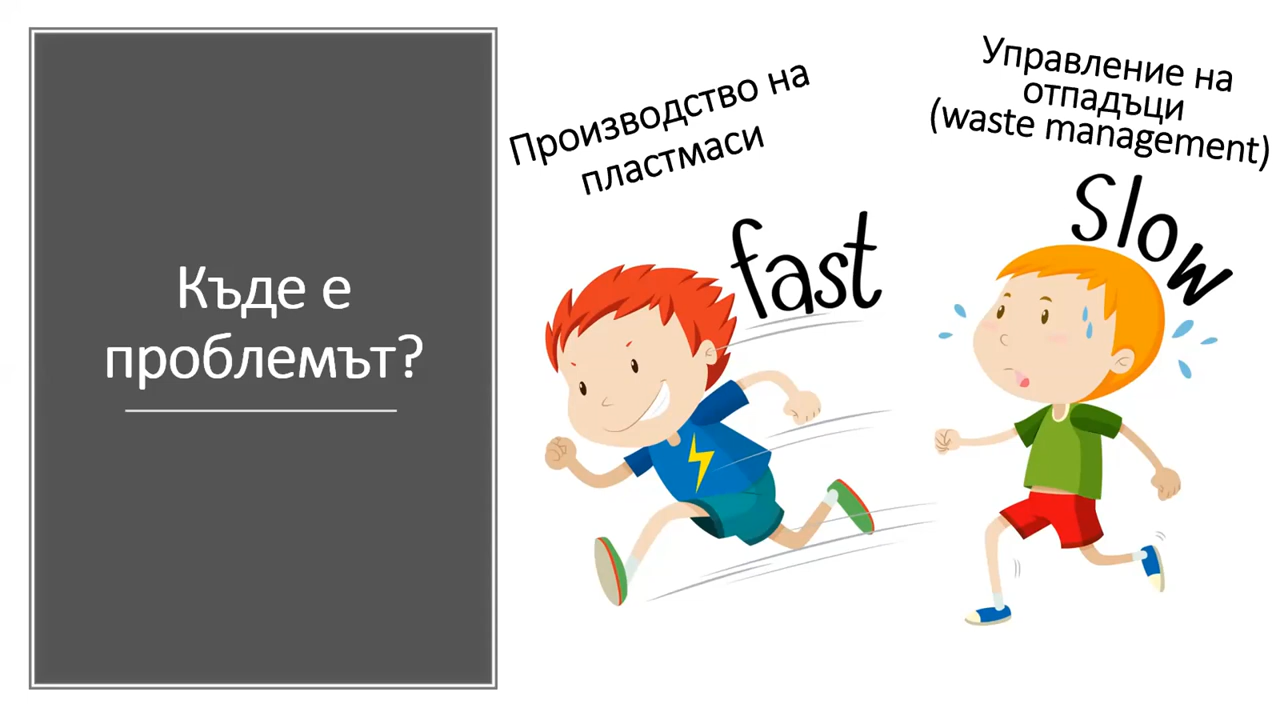 Къде е
проблемът?
Производство на
пластмаси
fast
Управление на
отпадъци
(waste management)
Slow